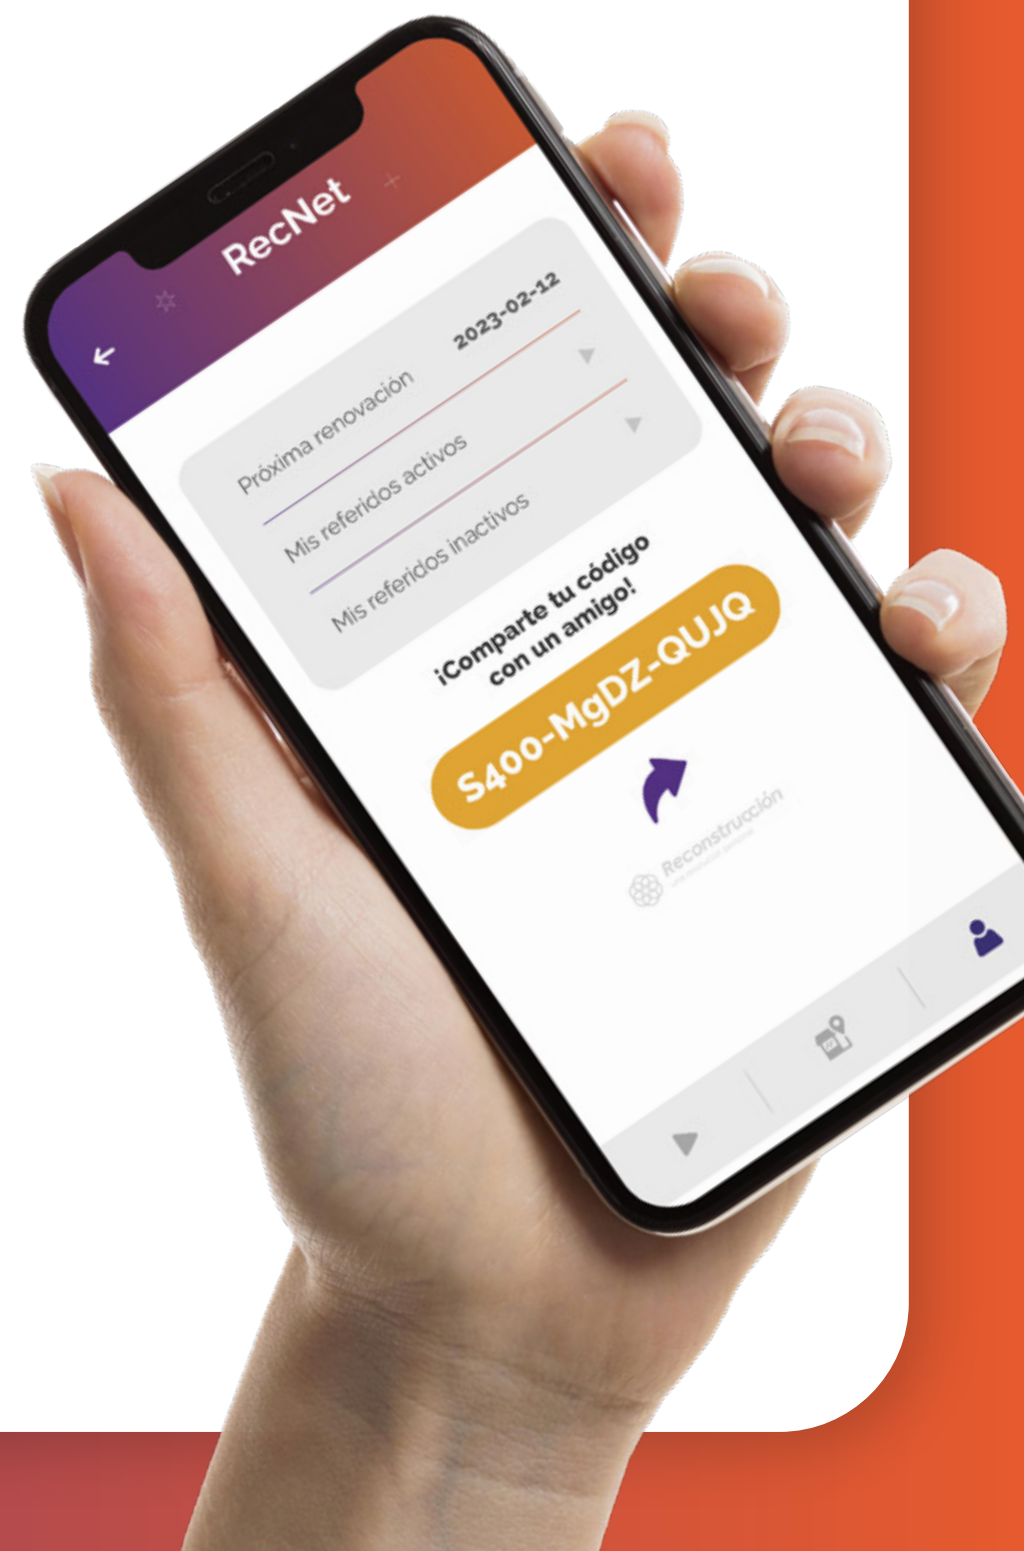 RecNet
Próxima renovación 2023-02-12
Mis referidos activos
Mis referidos inactivos
¡Comparte tu código
con un amigo!
S400-MgDZ-QUJQ
Reconstrucción